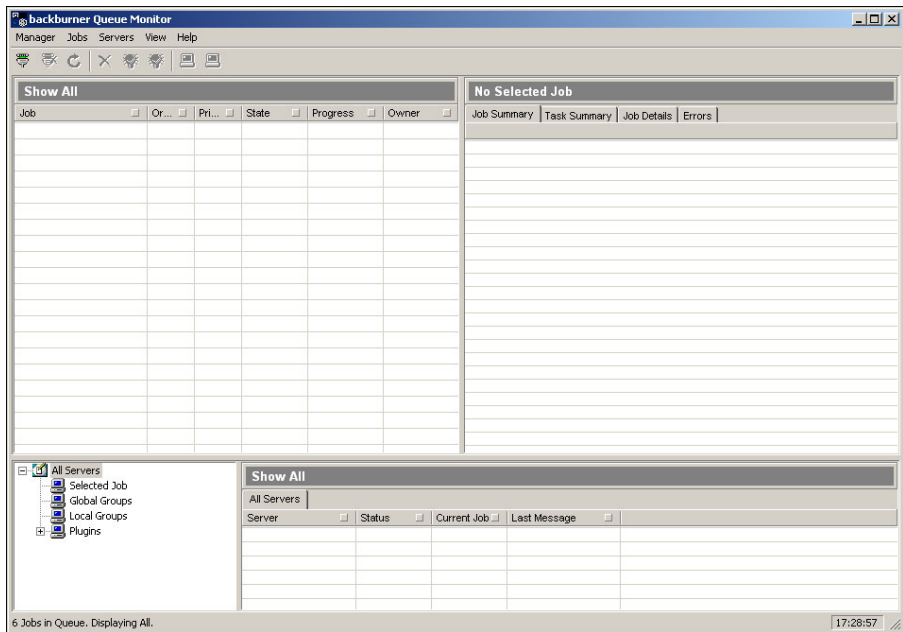 backburner Queue Monitor
Manager Jobs Servers View Help
Show All
Job Or... Pri... State Progress Owner
No Selected Job
Job Summary Task Summary Job Details Errors
All Servers
Selected Job
Global Groups
Local Groups
Plugins
Show All
All Servers
Server Status Current Job Last Message
6 Jobs in Queue. Displaying All.
17:28:57